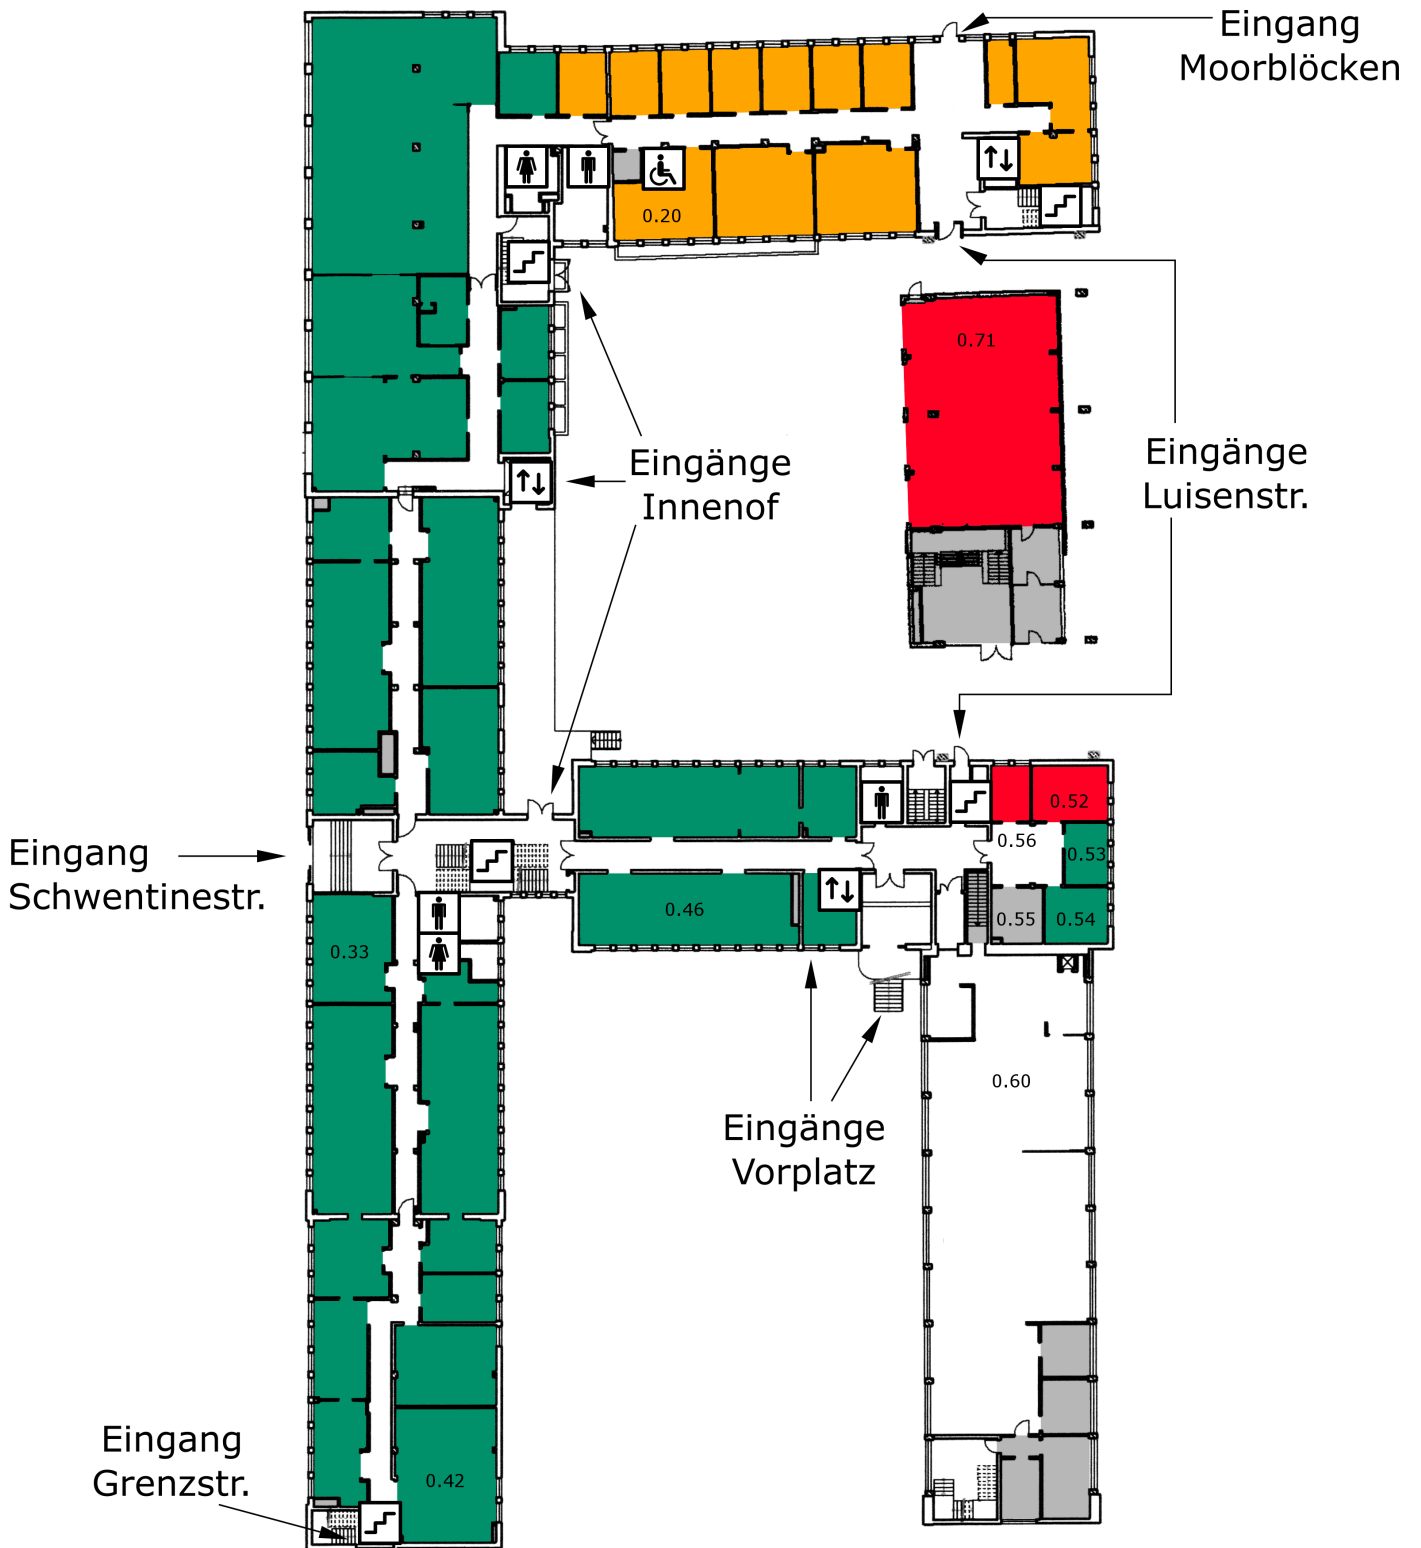 Eingang
Moorblöcken
0.20
0.71
Eingänge
Innenof
Eingänge
Luisenstr.
0.52
0.56
0.53
Eingang
Schwentinestr.
0.46
0.55
0.54
0.33
0.60
Eingänge
Vorplatz
Eingang
Grenzstr.
0.42